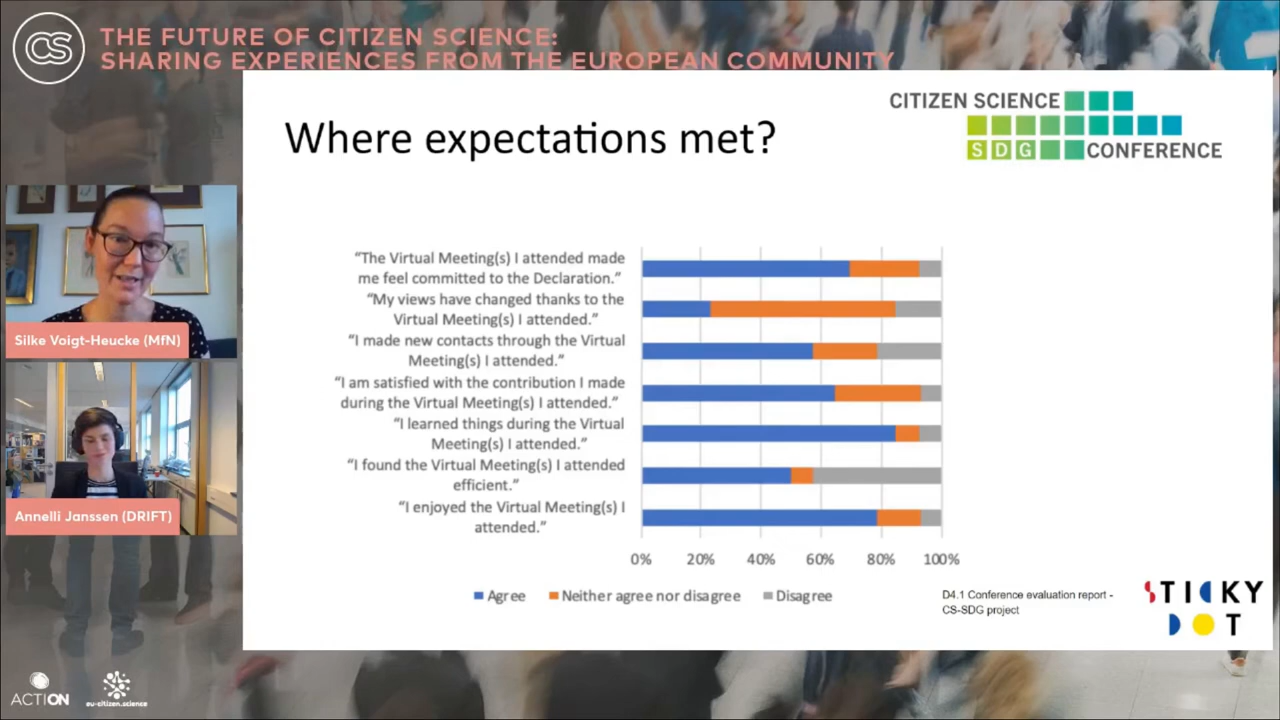 CS
THE FUTURE OF CITIZEN SCIENCE:
SHARING EXPERIENCES FROM THE EUROPEAN COMMUNITY
CITIZEN SCIENCE
SDG CONFERENCE
Where expectations met?
Silke Voigt-Heucke (MfN)
Annelli Janssen (DRIFT)
“The Virtual Meeting(s) I attended made
me feel committed to the Declaration.”
“My views have changed thanks to the
Virtual Meeting(s) I attended.”
“I made new contacts through the Virtual
Meeting(s) I attended.”
“I am satisfied with the contribution I made
during the Virtual Meeting(s) I attended.”
“I learned things during the Virtual
Meeting(s) I attended.”
“I found the Virtual Meeting(s) I attended
efficient.”
“I enjoyed the Virtual Meeting(s) I
attended.”
0% 20% 40% 60% 80% 100%
Agree Neither agree nor disagree Disagree
D4.1 Conference evaluation report -
CS-SDG project
STICKY
DOT
ACTION
eu-citizen.science